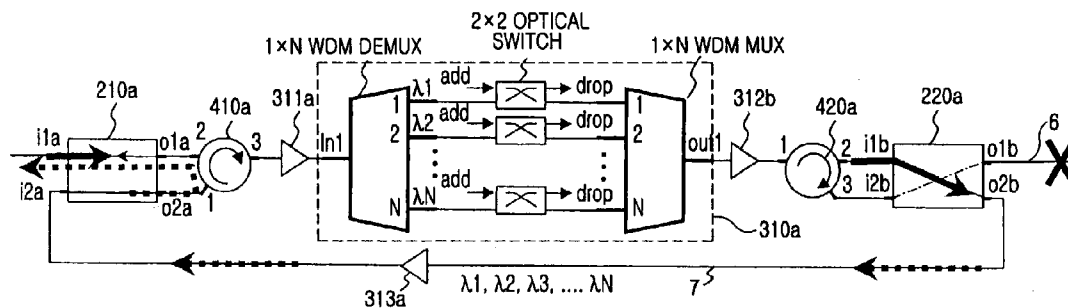 2×2 OPTICAL
SWITCH
1×N WDM DEMUX
1×N WDM MUX
210a
410a
311a
312b
220a
420a
i1a
o1a
2
3
1
i2a
o2a
In1
λ1
add
drop
1
1
λ2
add
drop
2
2
λN
add
drop
N
N
out1
1
2
3
i1b
i2b
o1b
o2b
6
310a
313a
λ1, λ2, λ3, .... λN
7